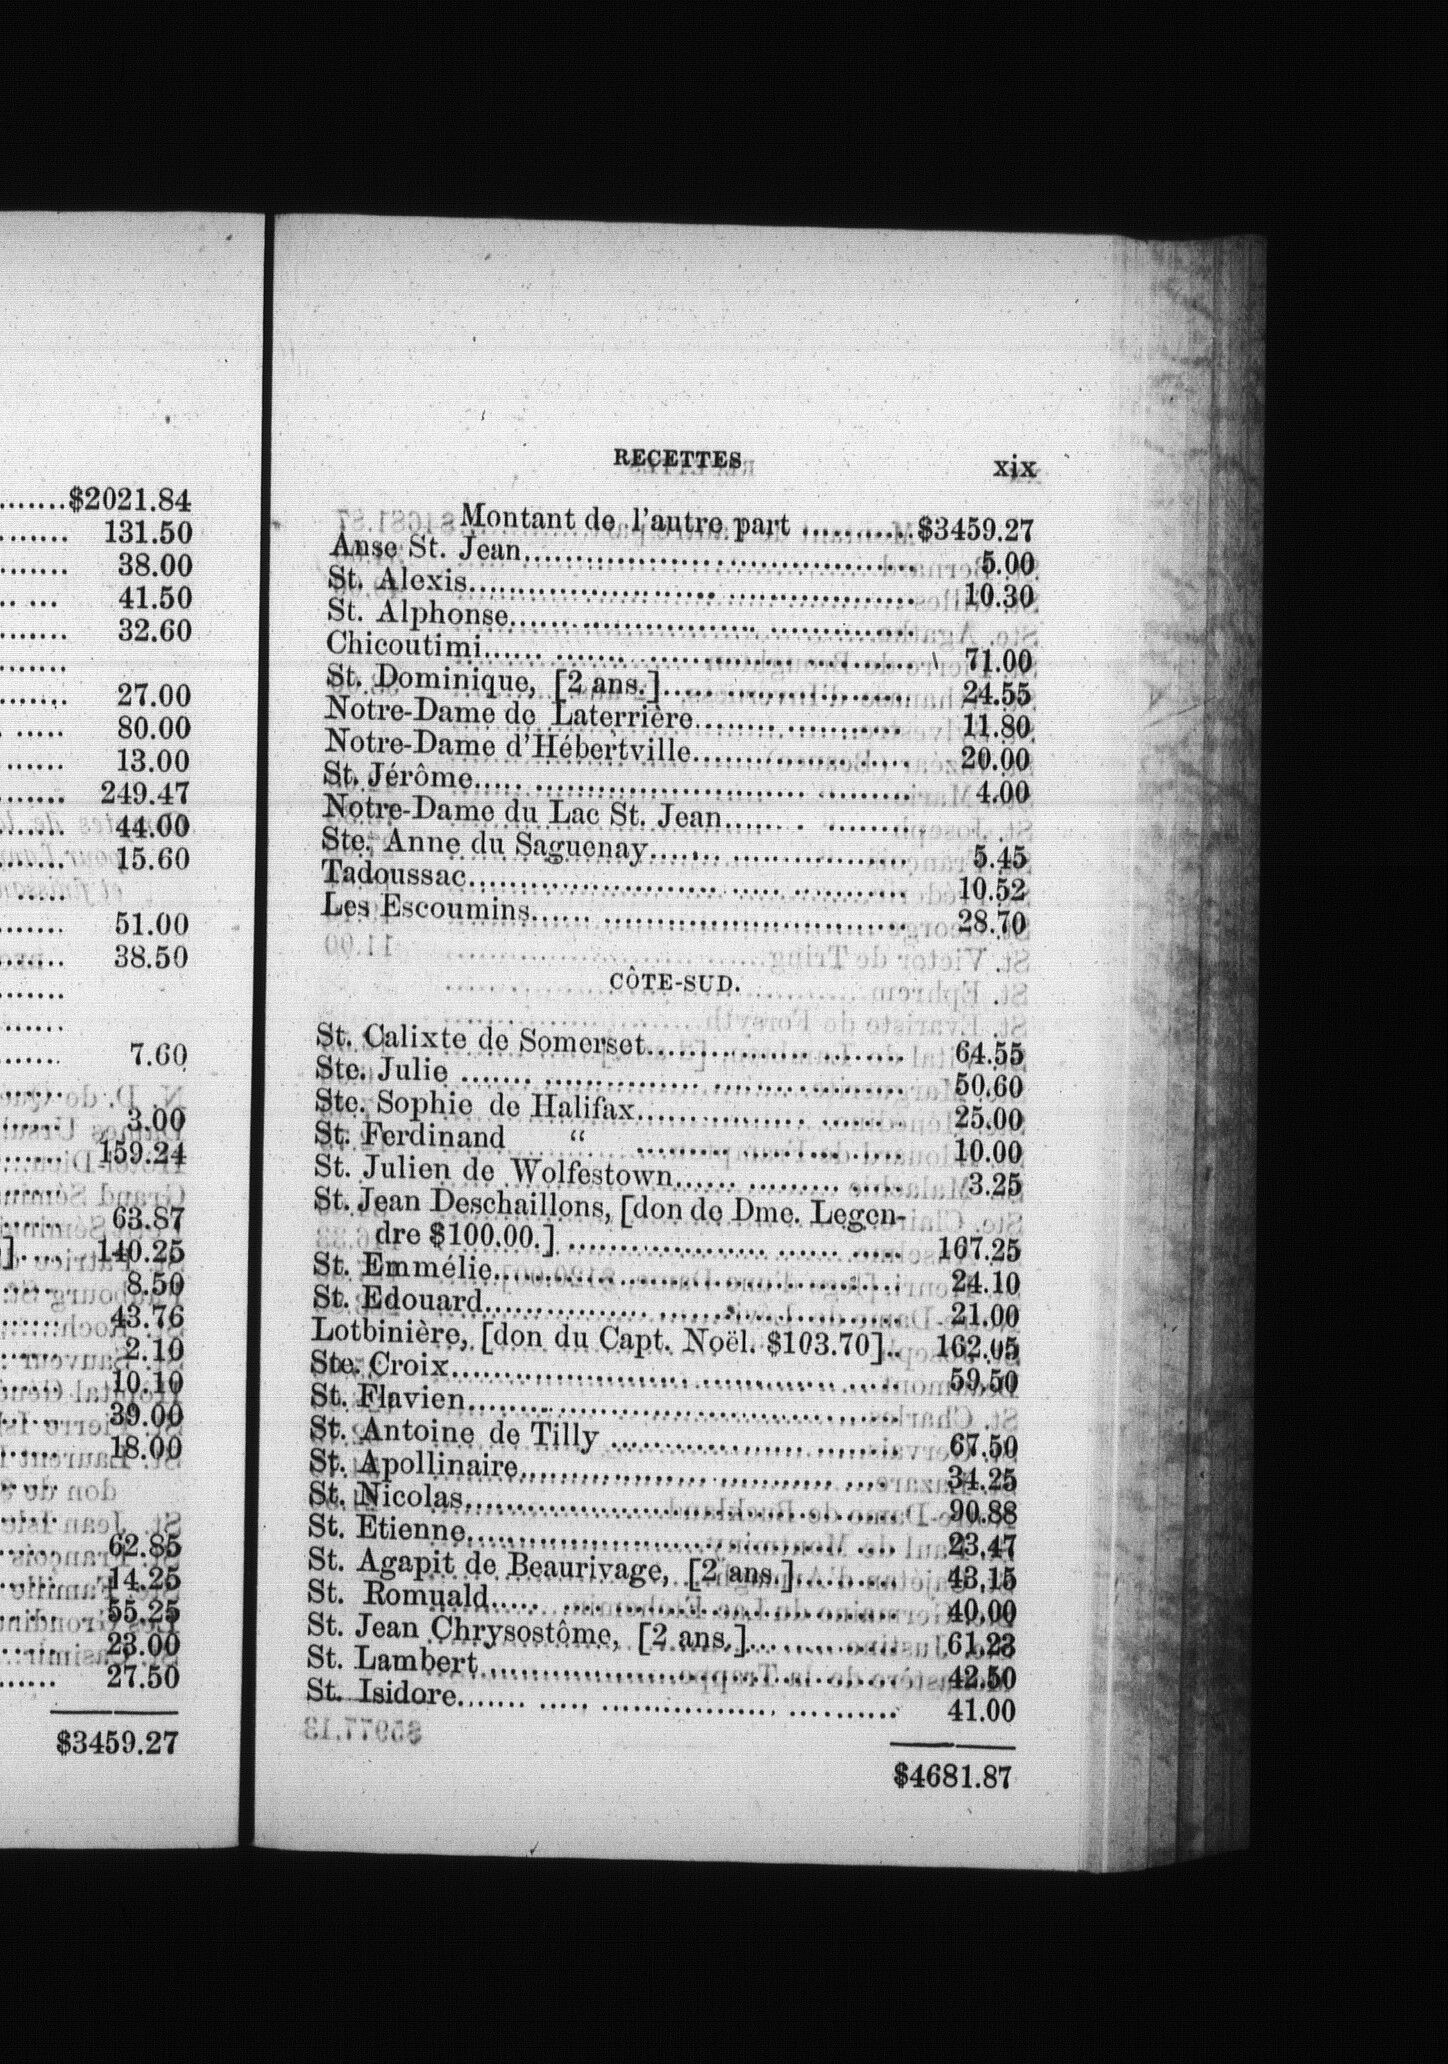 $2021.84
131.50
38.00
41.50
32.60
27.00
80.00
13.00
249.47
44.00
15.60
51.00
38.50
7.60
3.00
159.24
63.87
] 140.25
8.50
43.76
2.10
10.10
39.00
18.00
62.85
14.25
55.25
23.00
27.50
$3459.27
RECETTES xix
Montant de l'autre part .......... $3459.27
Anse St. Jean.......... 5.00
St. Alexis.......... 10.30
St. Alphonse..........
Chicoutimi.......... 71.00
St. Dominique, [2 ans.].......... 24.55
Notre-Dame de Laterrière.......... 11.80
Notre-Dame d'Hébertville.......... 20.00
St. Jérôme.......... 4.00
Notre-Dame du Lac St. Jean..........
Ste. Anne du Saguenay.......... 5.45
Tadoussac.......... 10.52
Les Escoumins.......... 28.70
CÔTE-SUD.
St. Calixte de Somerset.......... 64.55
Ste. Julie .......... 50.60
Ste. Sophie de Halifax.......... 25.00
St. Ferdinand " .......... 10.00
St. Julien de Wolfestown.......... 3.25
St. Jean Deschaillons, [don de Dme. Legen-
dre $100.00.] .......... 167.25
St. Emmélie.......... 24.10
St. Edouard.......... 21.00
Lotbinière, [don du Capt. Noël. $103.70].. 162.05
Ste. Croix.......... 59.50
St. Flavien..........
St. Antoine de Tilly .......... 67.50
St. Apollinaire.......... 34.25
St. Nicolas.......... 90.88
St. Etienne.......... 23.47
St. Agapit de Beaurivage, [2 ans ].......... 43.15
St. Romuald.......... 40.00
St. Jean Chrysostôme, [2 ans.].......... 61.23
St. Lambert .......... 42.50
St. Isidore.......... 41.00
$4681.87